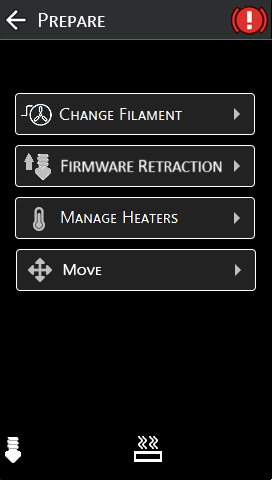 Prepare
Change Filament
Firmware Retraction
Manage Heaters
Move